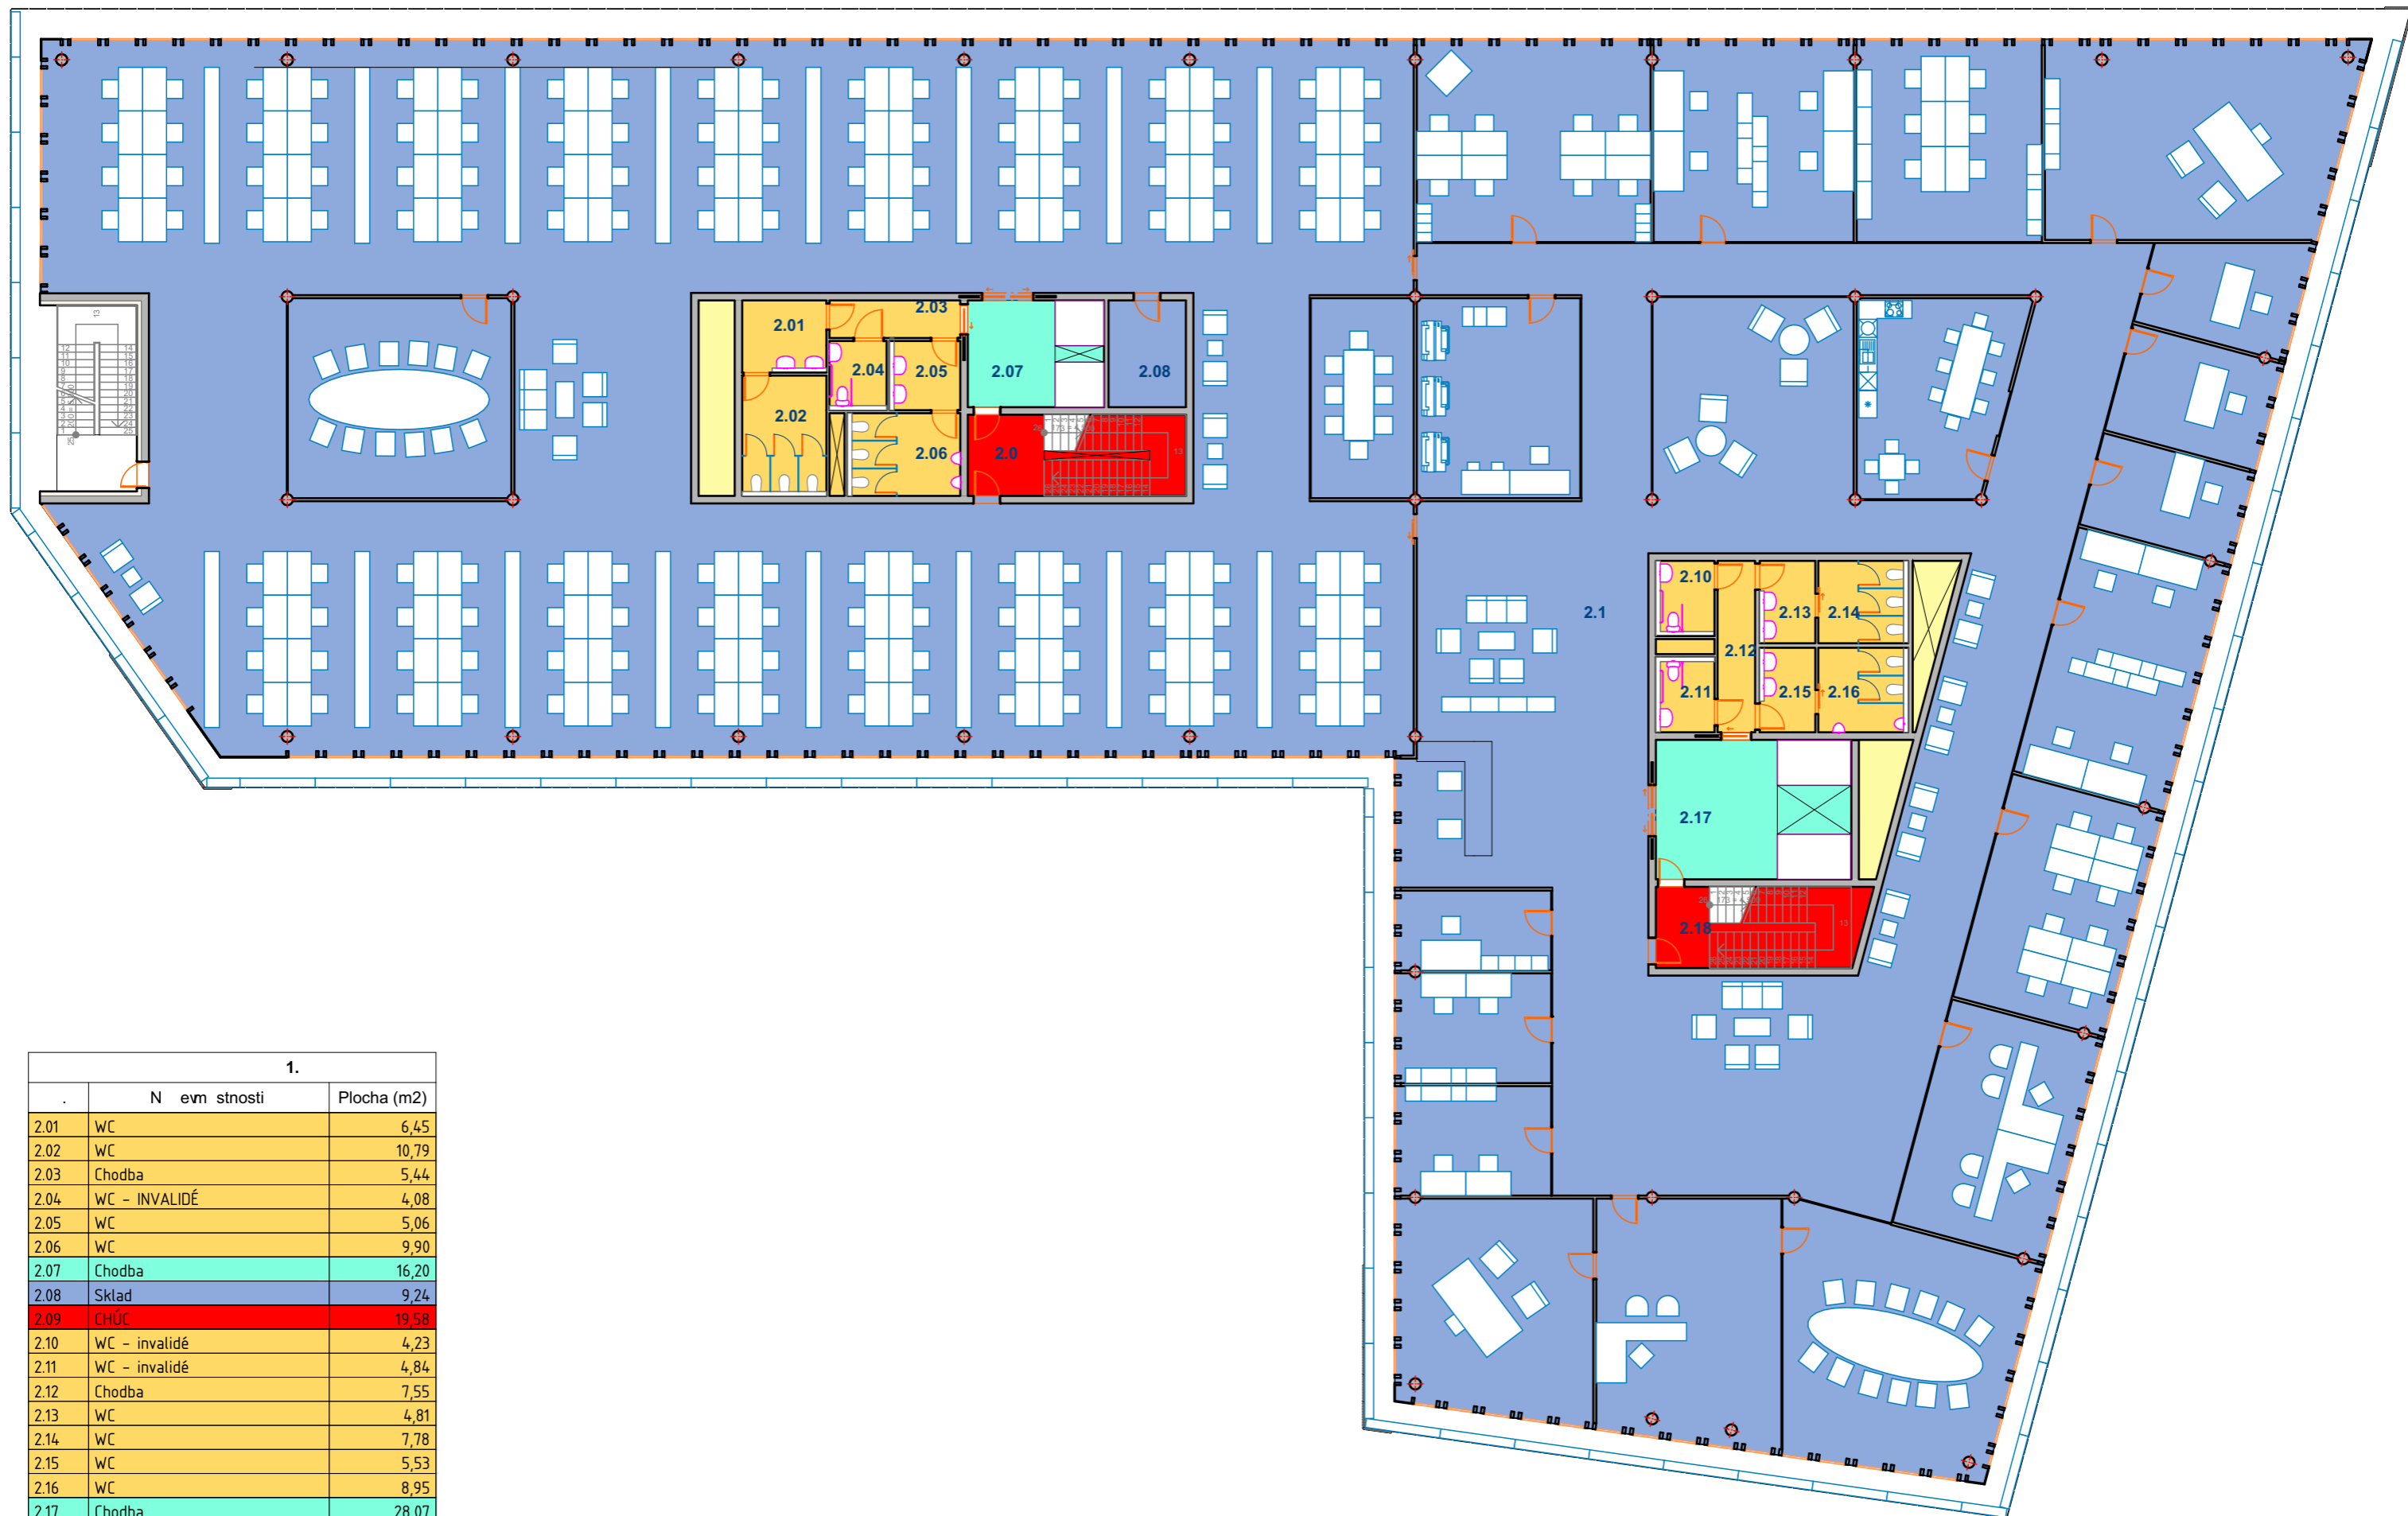 2.03
2.01
2.04
2.05
2.07
2.08
2.02
2.06
2.0
13
13
2.10
2.13
2.14
2.1
2.12
2.11
2.15
2.16
2.17
2.18
13
1.
. N evm stnosti Plocha (m2)
2.01 WC 6,45
2.02 WC 10,79
2.03 Chodba 5,44
2.04 WC - INVALIDÉ 4,08
2.05 WC 5,06
2.06 WC 9,90
2.07 Chodba 16,20
2.08 Sklad 9,24
2.09 CHÚC 19,58
2.10 WC - invalidé 4,23
2.11 WC - invalidé 4,84
2.12 Chodba 7,55
2.13 WC 4,81
2.14 WC 7,78
2.15 WC 5,53
2.16 WC 8,95
2.17 Chodba 28,07